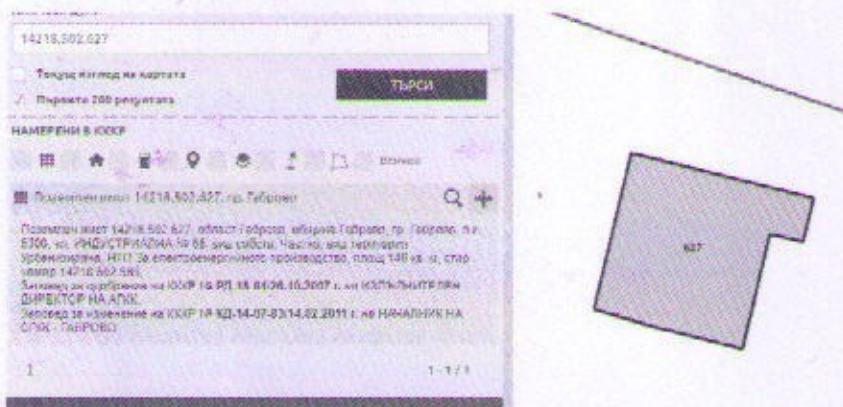 14218.502.627
Текущ изглед на картата
ТЪРСИ
Първите 200 резултата
НАМЕРЕНИ В КККР
Всички
Поземлен имот 14218.502.627, гр. Габрово
Поземлен имот 14218.502.627, област Габрово, община Габрово, гр. Габрово, п.к.
5300, ул. ИНДУСТРИАЛНА № 66, вид собств. Частна, вид територия
Урбанизирана, НТП За електроенергийното производство, площ 148 кв. м, стар
номер 14218.502.585,
Заповед за одобрение на КККР № РД-18-64/26.10.2007 г. на ИЗПЪЛНИТЕЛЕН
ДИРЕКТОР НА АГКК,
Заповед за изменение на КККР № КД-14-07-83/14.02.2011 г. на НАЧАЛНИК НА
СГКК - ГАБРОВО
1
1 - 1 / 1
627